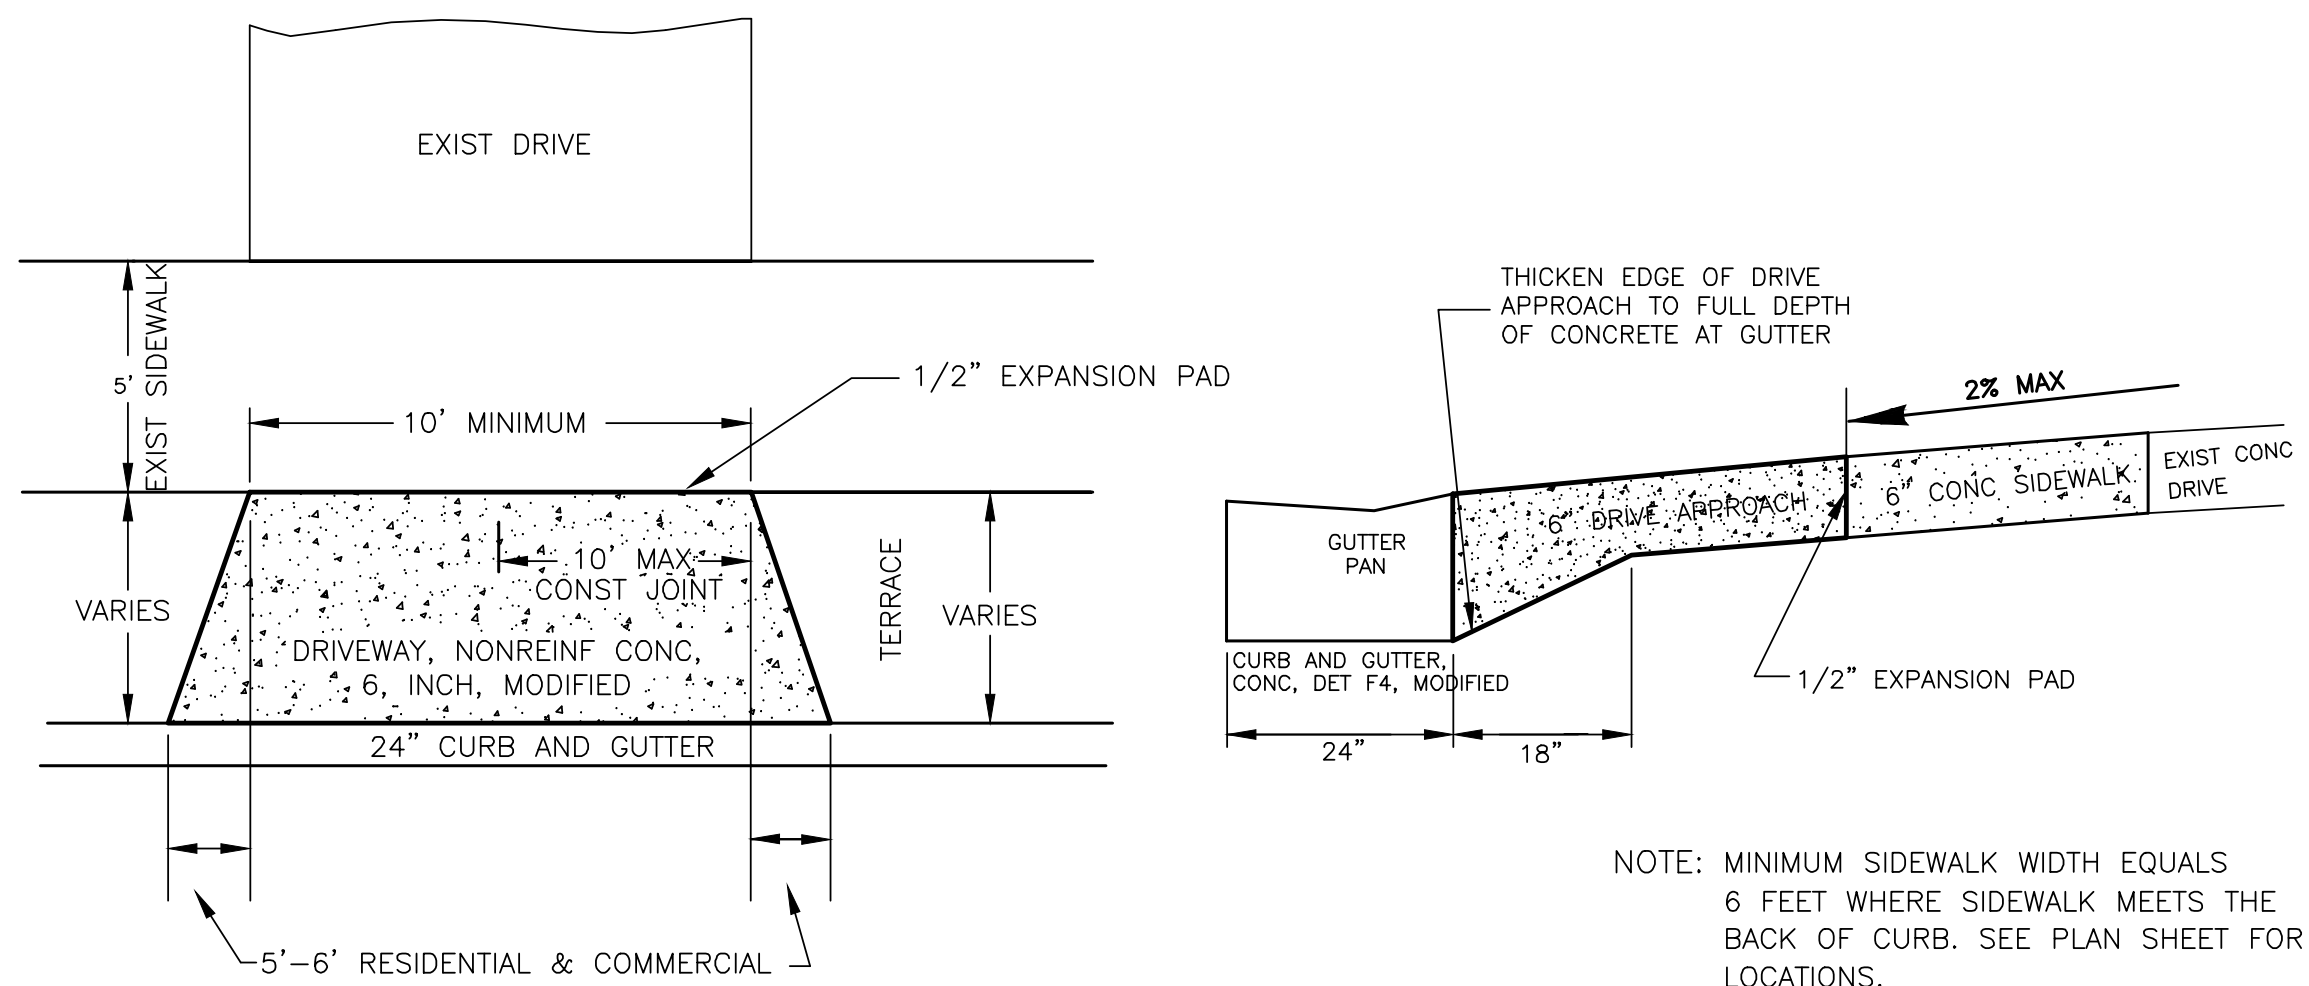 EXIST DRIVE
EXIST SIDEWALK
5'
10' MINIMUM
1/2" EXPANSION PAD
10' MAX
CONST JOINT
VARIES
DRIVEWAY, NONREINF CONC,
6, INCH, MODIFIED
TERRACE
VARIES
24" CURB AND GUTTER
5'-6' RESIDENTIAL & COMMERCIAL
THICKEN EDGE OF DRIVE
APPROACH TO FULL DEPTH
OF CONCRETE AT GUTTER
2% MAX
6" DRIVE APPROACH
6" CONC SIDEWALK
EXIST CONC
DRIVE
GUTTER
PAN
CURB AND GUTTER,
CONC, DET F4, MODIFIED
1/2" EXPANSION PAD
24"
18"
NOTE: MINIMUM SIDEWALK WIDTH EQUALS
6 FEET WHERE SIDEWALK MEETS THE
BACK OF CURB. SEE PLAN SHEET FOR
LOCATIONS.